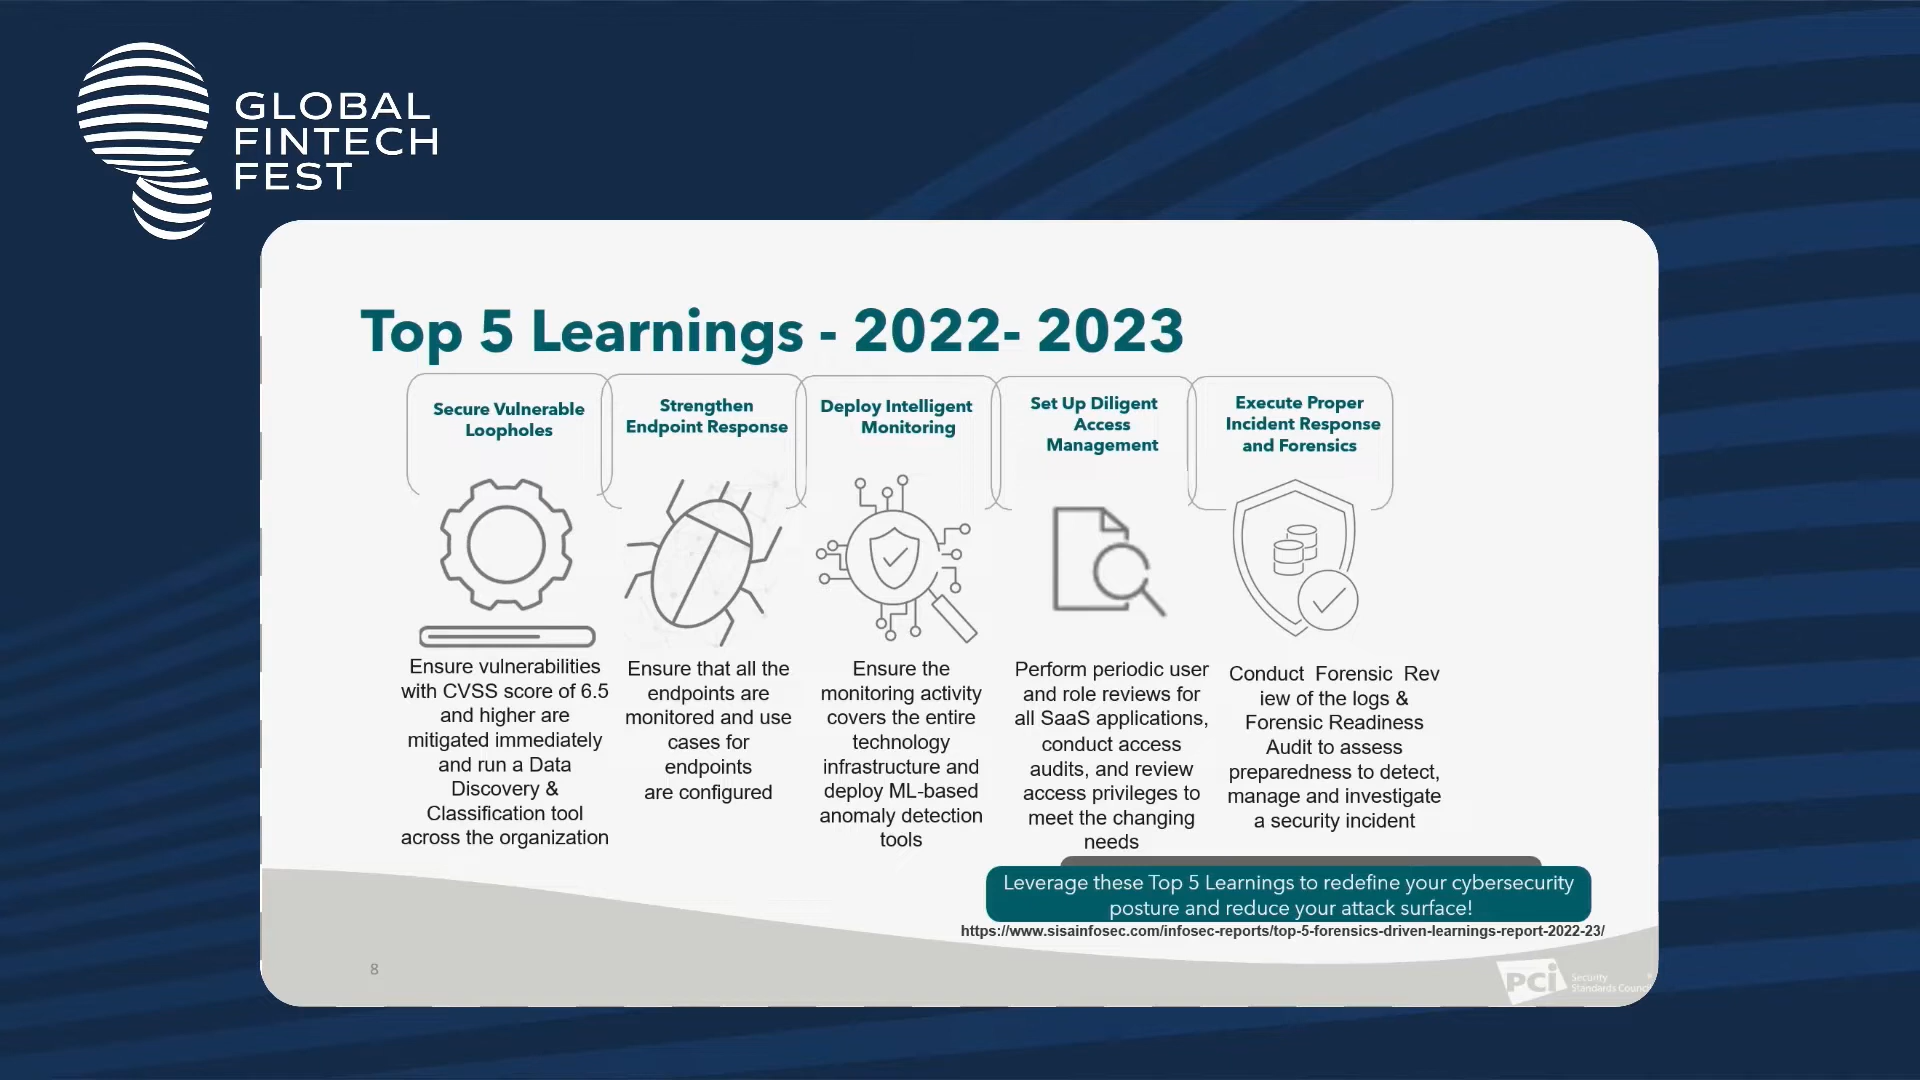 GLOBAL
FINTECH
FEST
Top 5 Learnings - 2022- 2023
Secure Vulnerable
Loopholes
Ensure vulnerabilities
with CVSS score of 6.5
and higher are
mitigated immediately
and run a Data
Discovery &
Classification tool
across the organization
Strengthen
Endpoint Response
Ensure that all the
endpoints are
monitored and use
cases for
endpoints
are configured
Deploy Intelligent
Monitoring
Ensure the
monitoring activity
covers the entire
technology
infrastructure and
deploy ML-based
anomaly detection
tools
Set Up Diligent
Access
Management
Perform periodic user
and role reviews for
all SaaS applications,
conduct access
audits, and review
access privileges to
meet the changing
needs
Execute Proper
Incident Response
and Forensics
Conduct Forensic Rev
iew of the logs &
Forensic Readiness
Audit to assess
preparedness to detect,
manage and investigate
a security incident
Leverage these Top 5 Learnings to redefine your cybersecurity
posture and reduce your attack surface!
https://www.sisainfosec.com/infosec-reports/top-5-forensics-driven-learnings-report-2022-23/
8
PCi
Security
Standards Council